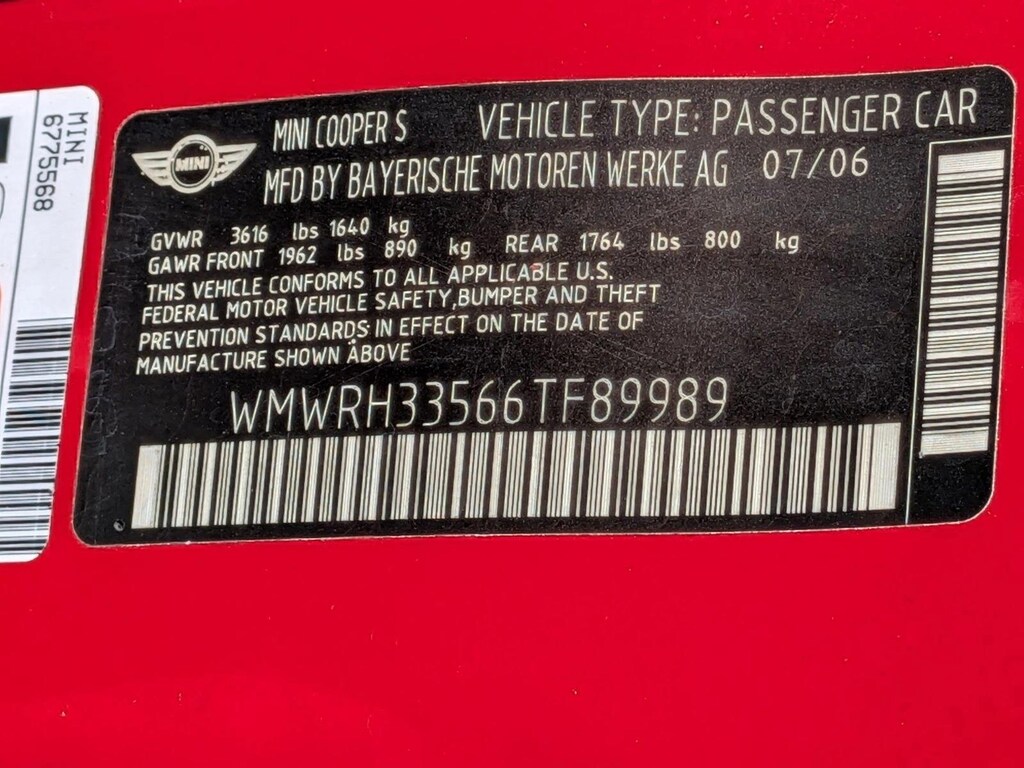 MINI
6775568
MINI
MINI COOPER S VEHICLE TYPE: PASSENGER CAR
MFD BY BAYERISCHE MOTOREN WERKE AG 07/06
GVWR 3616 lbs 1640 kg
GAWR FRONT 1962 lbs 890 kg REAR 1764 lbs 800 kg
THIS VEHICLE CONFORMS TO ALL APPLICABLE U.S.
FEDERAL MOTOR VEHICLE SAFETY,BUMPER AND THEFT
PREVENTION STANDARDS IN EFFECT ON THE DATE OF
MANUFACTURE SHOWN ABOVE
WMWRH33566TF89989